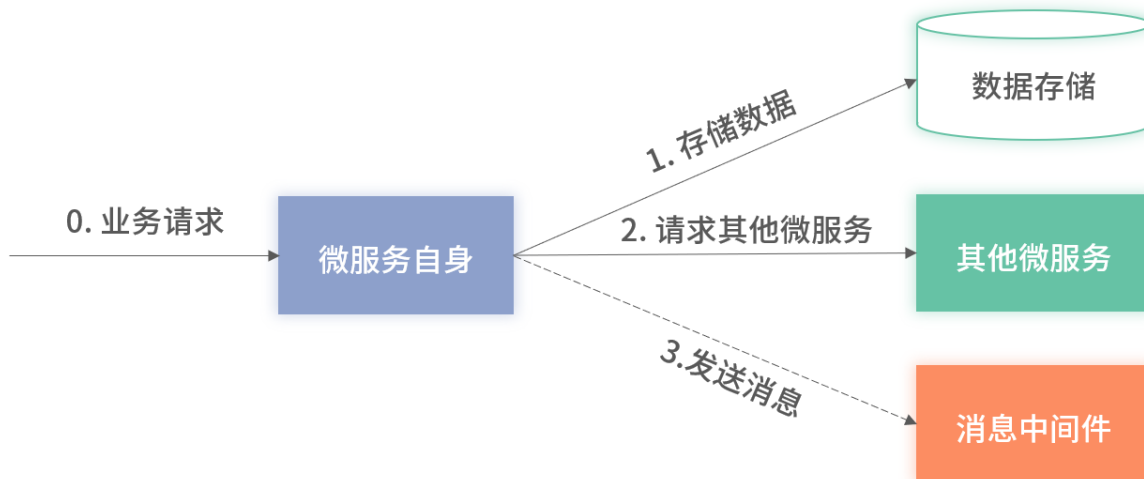 0. 业务请求
微服务自身
1. 存储数据
数据存储
2. 请求其他微服务
其他微服务
3.发送消息
消息中间件